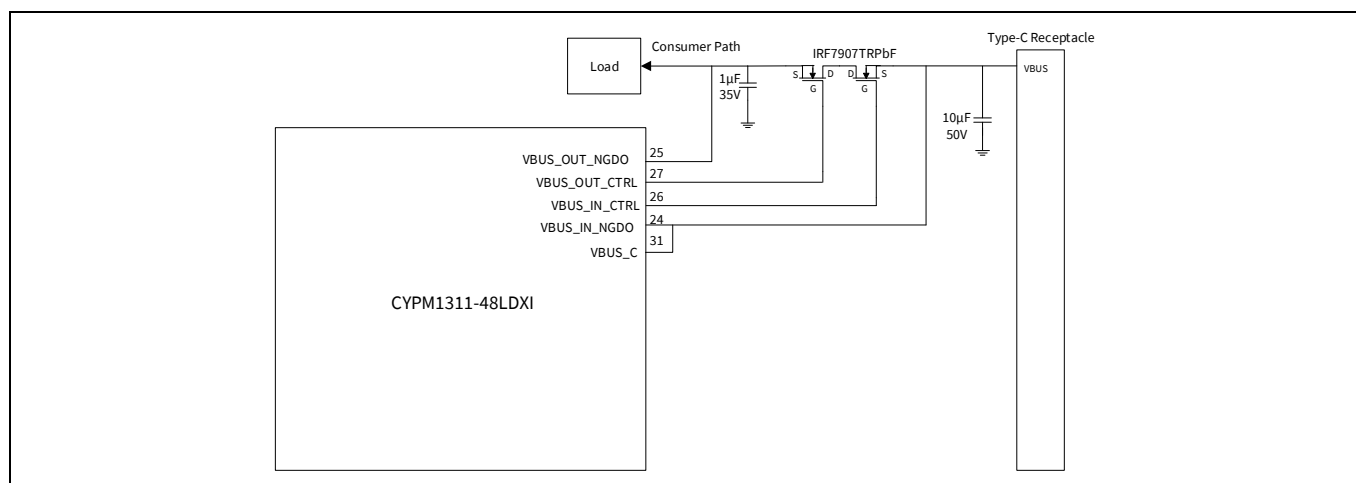 Type-C Receptacle
Consumer Path
IRF7907TRPbF
Load
VBUS
S
D
D
S
G
G
1µF
35V
10µF
50V
VBUS_OUT_NGDO
25
VBUS_OUT_CTRL
27
VBUS_IN_CTRL
26
VBUS_IN_NGDO
24
VBUS_C
31
CYPM1311-48LDXI